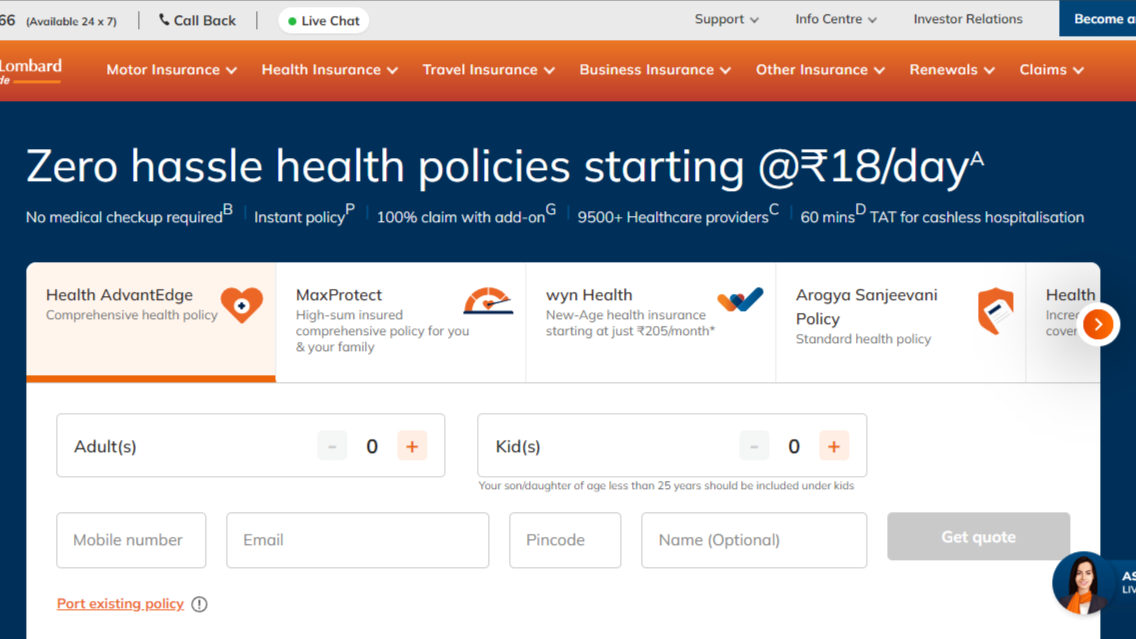 66 (Available 24 x 7) Call Back Live Chat Support Info Centre Investor Relations Become a
Lombard
de
Motor Insurance Health Insurance Travel Insurance Business Insurance Other Insurance Renewals Claims
Zero hassle health policies starting @₹18/day^A
No medical checkup required^B Instant policy^P 100% claim with add-on^G 9500+ Healthcare providers^C 60 mins^D TAT for cashless hospitalisation
Health AdvantEdge
Comprehensive health policy
MaxProtect
High-sum insured
comprehensive policy for you
& your family
wyn Health
New-Age health insurance
starting at just ₹205/month*
Arogya Sanjeevani
Policy
Standard health policy
Health
Incre
cover
Adult(s) - 0 +
Kid(s) - 0 +
Your son/daughter of age less than 25 years should be included under kids
Mobile number Email Pincode Name (Optional) Get quote
Port existing policy
AS
LIV